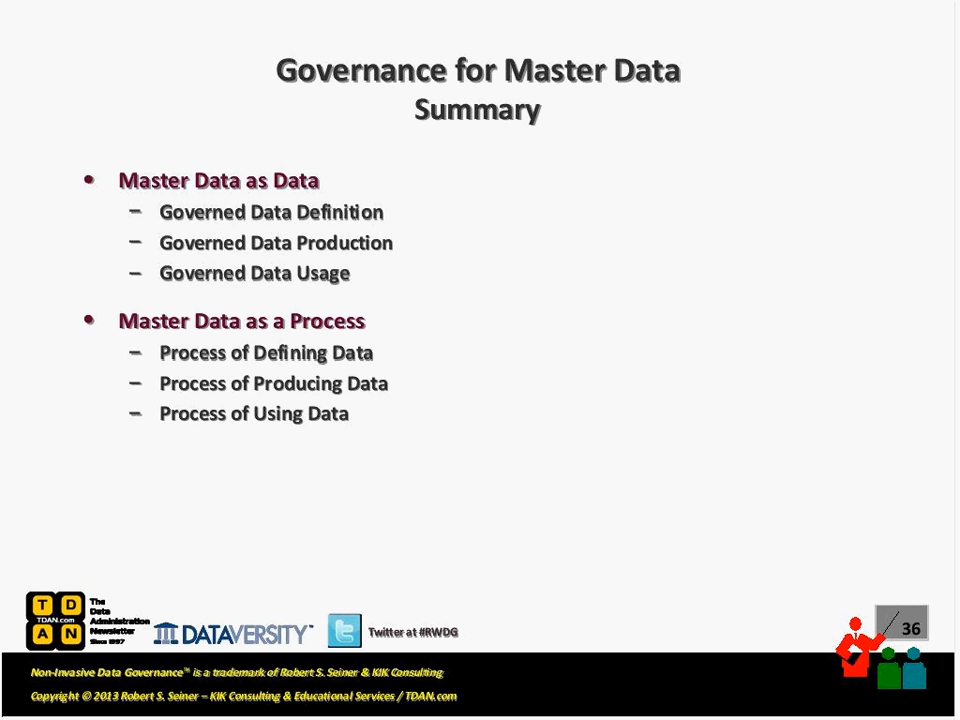 Governance for Master Data
Summary
• Master Data as Data
– Governed Data Definition
– Governed Data Production
– Governed Data Usage
• Master Data as a Process
– Process of Defining Data
– Process of Producing Data
– Process of Using Data
T D
TDAN.com
A N
The
Data
Administration
Newsletter
Since 1997
DATAVERSITY™
Twitter at #RWDG
36
Non-Invasive Data Governance™ is a trademark of Robert S. Seiner & KIK Consulting
Copyright © 2013 Robert S. Seiner – KIK Consulting & Educational Services / TDAN.com